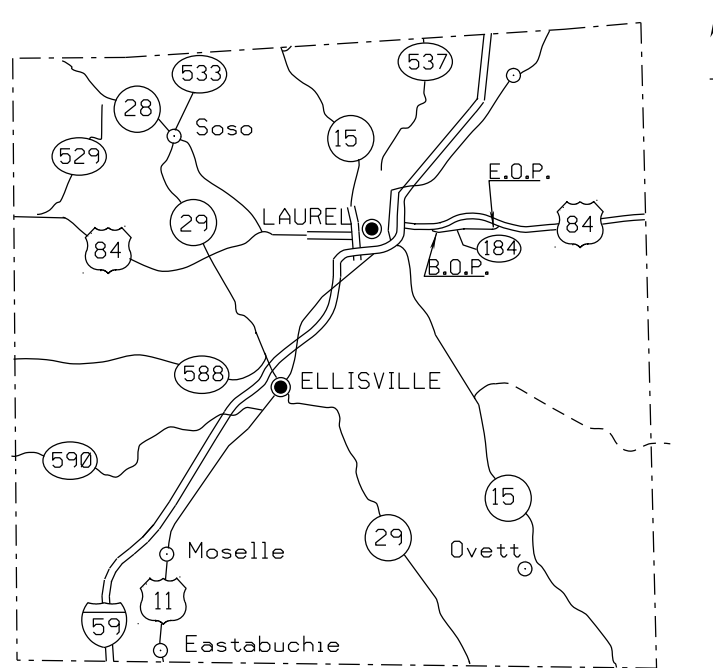 533
537
28
Soso
15
529
E.O.P.
LAUREL
29
84
84
184
B.O.P.
588
ELLISVILLE
590
15
29
Ovett
Moselle
11
59
Eastabuchie